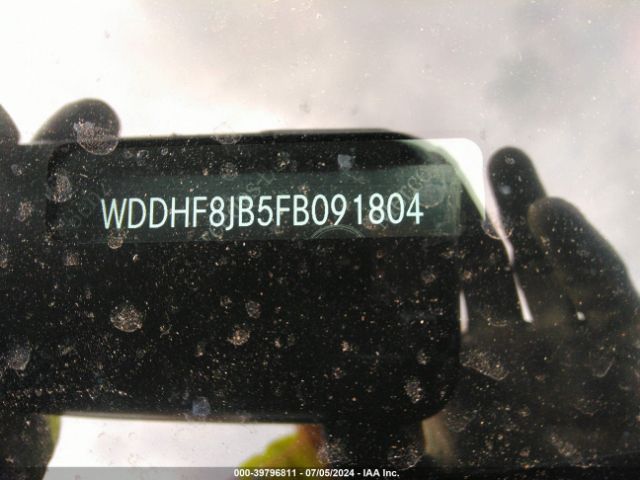 WDDHF8JB5FB091804
000-39796811 - 07/05/2024 - IAA Inc.